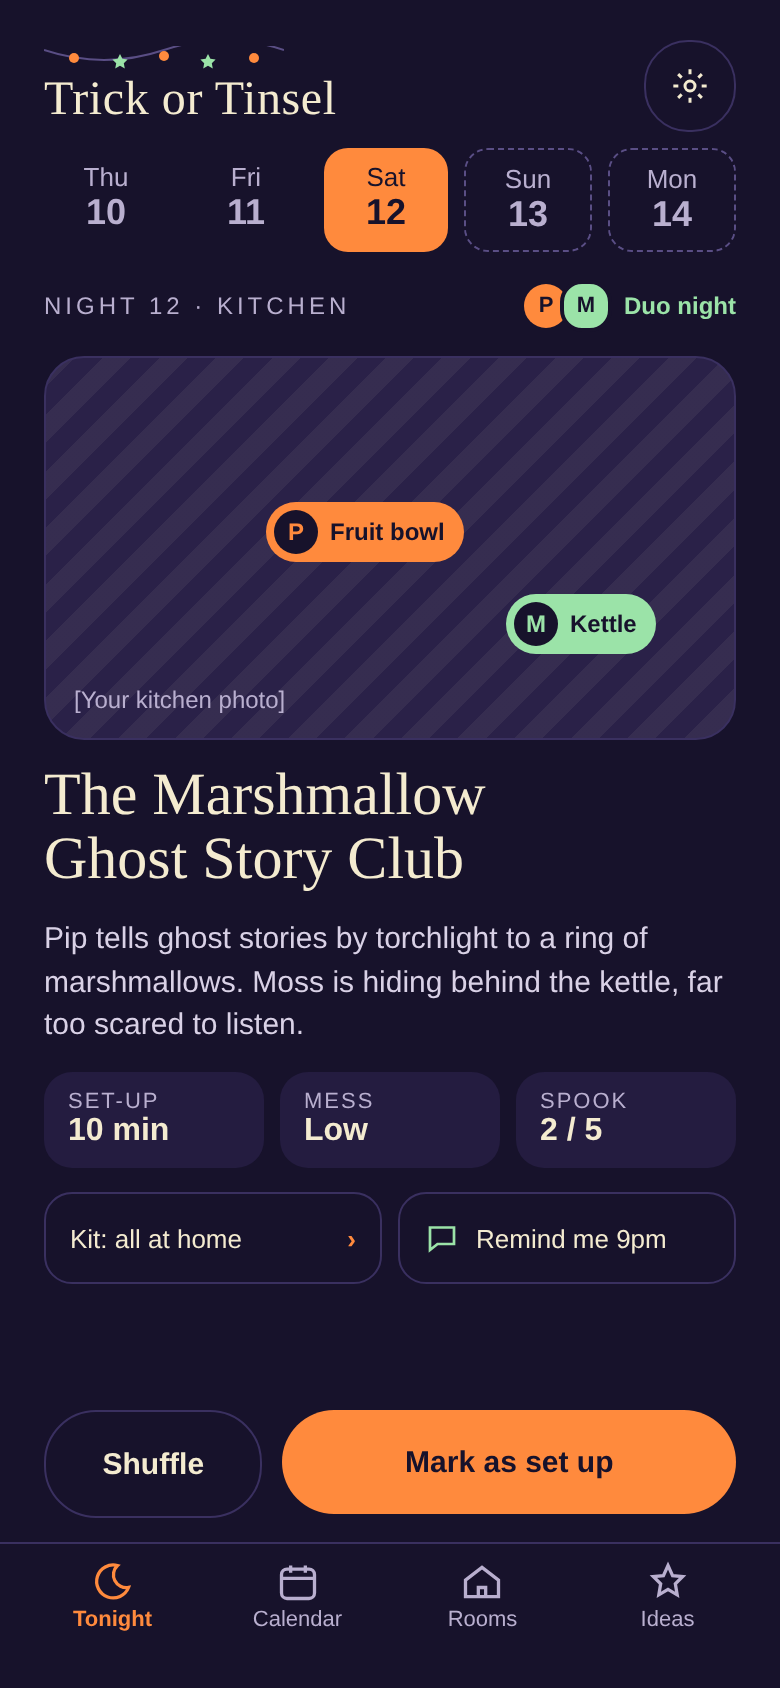 Trick or Tinsel
Thu Fri Sat Sun Mon
10 11 12 13 14
NIGHT 12 · KITCHEN P M Duo night
P Fruit bowl
M Kettle
[Your kitchen photo]
The Marshmallow
Ghost Story Club
Pip tells ghost stories by torchlight to a ring of
marshmallows. Moss is hiding behind the kettle, far
too scared to listen.
SET-UP MESS SPOOK
10 min Low 2 / 5
Kit: all at home › Remind me 9pm
Shuffle Mark as set up
Tonight Calendar Rooms Ideas